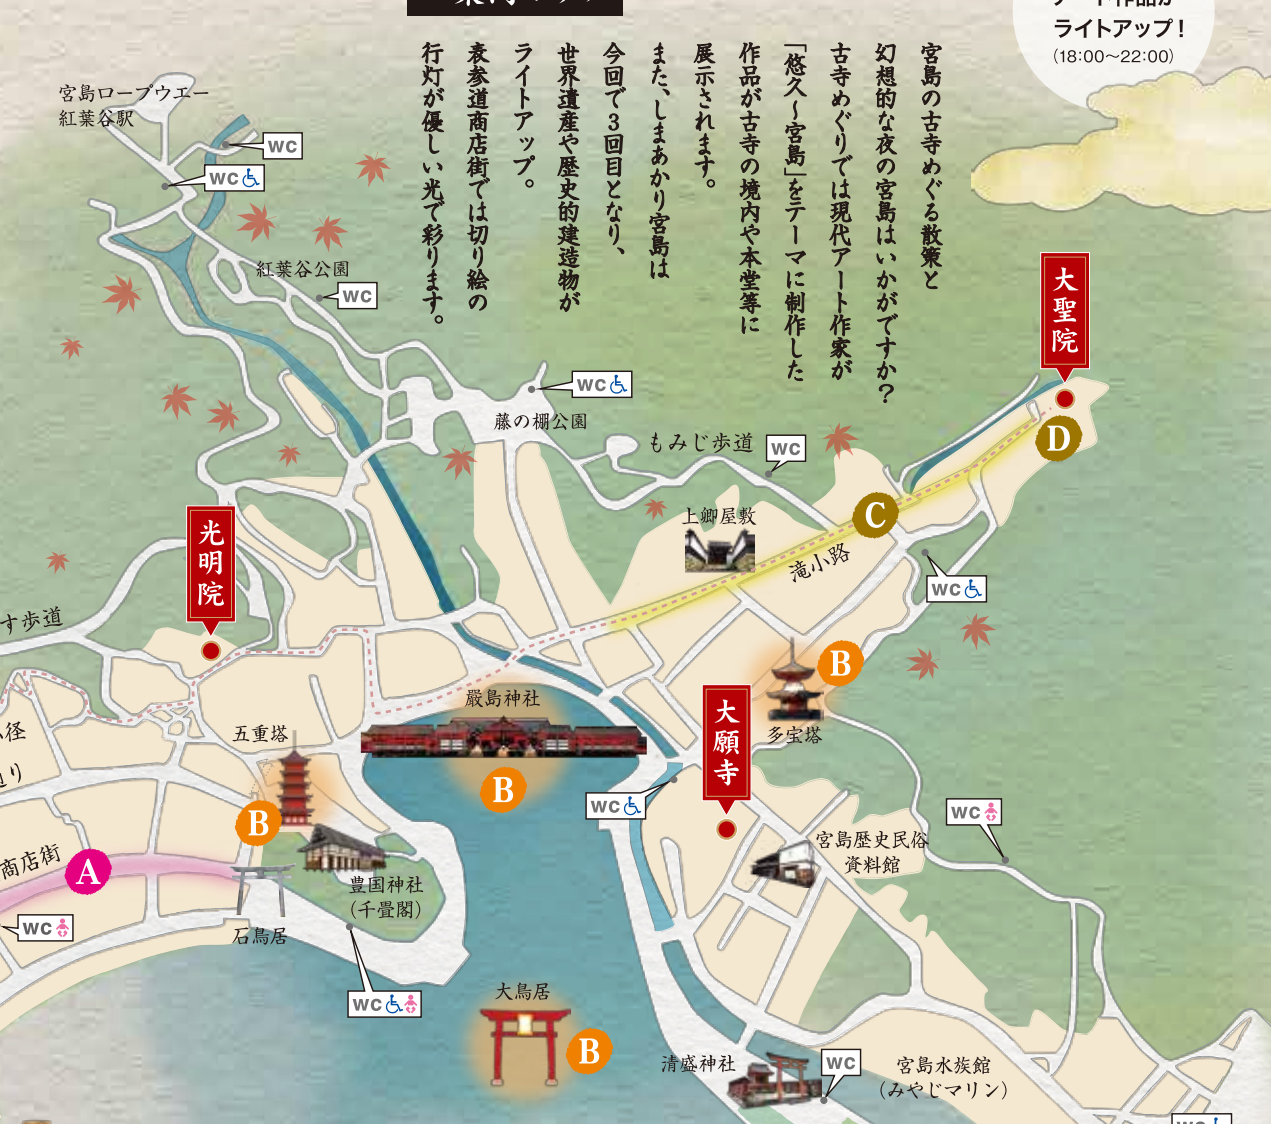 ライトアップ!
(18:00〜22:00)
宮島の古寺めぐる散策と
幻想的な夜の宮島はいかがですか?
古寺めぐりでは現代アート作家が
「悠久〜宮島」をテーマに制作した
作品が古寺の境内や本堂等に
展示されます。
また、しまあかり宮島は
今回で3回目となり、
世界遺産や歴史的建造物が
ライトアップ。
表参道商店街では切り絵の
行灯が優しい光で彩ります。
宮島ロープウエー
紅葉谷駅
WC
WC
紅葉谷公園
WC
大聖院
WC
藤の棚公園
もみじ歩道
WC
D
上卿屋敷
C
滝小路
光明院
WC
す歩道
B
嚴島神社
大願寺
多宝塔
五重塔
径
り
B
WC
B
WC
宮島歴史民俗
資料館
商店街
A
豊国神社
(千畳閣)
WC
石鳥居
大鳥居
WC
B
清盛神社
WC
宮島水族館
(みやじマリン)